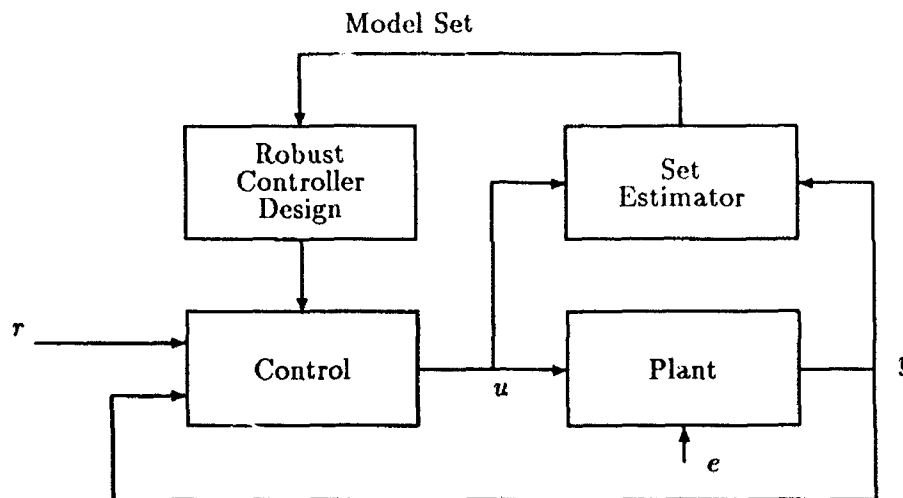 Model Set
Robust
Controller
Design
Set
Estimator
r
Control
u
Plant
e